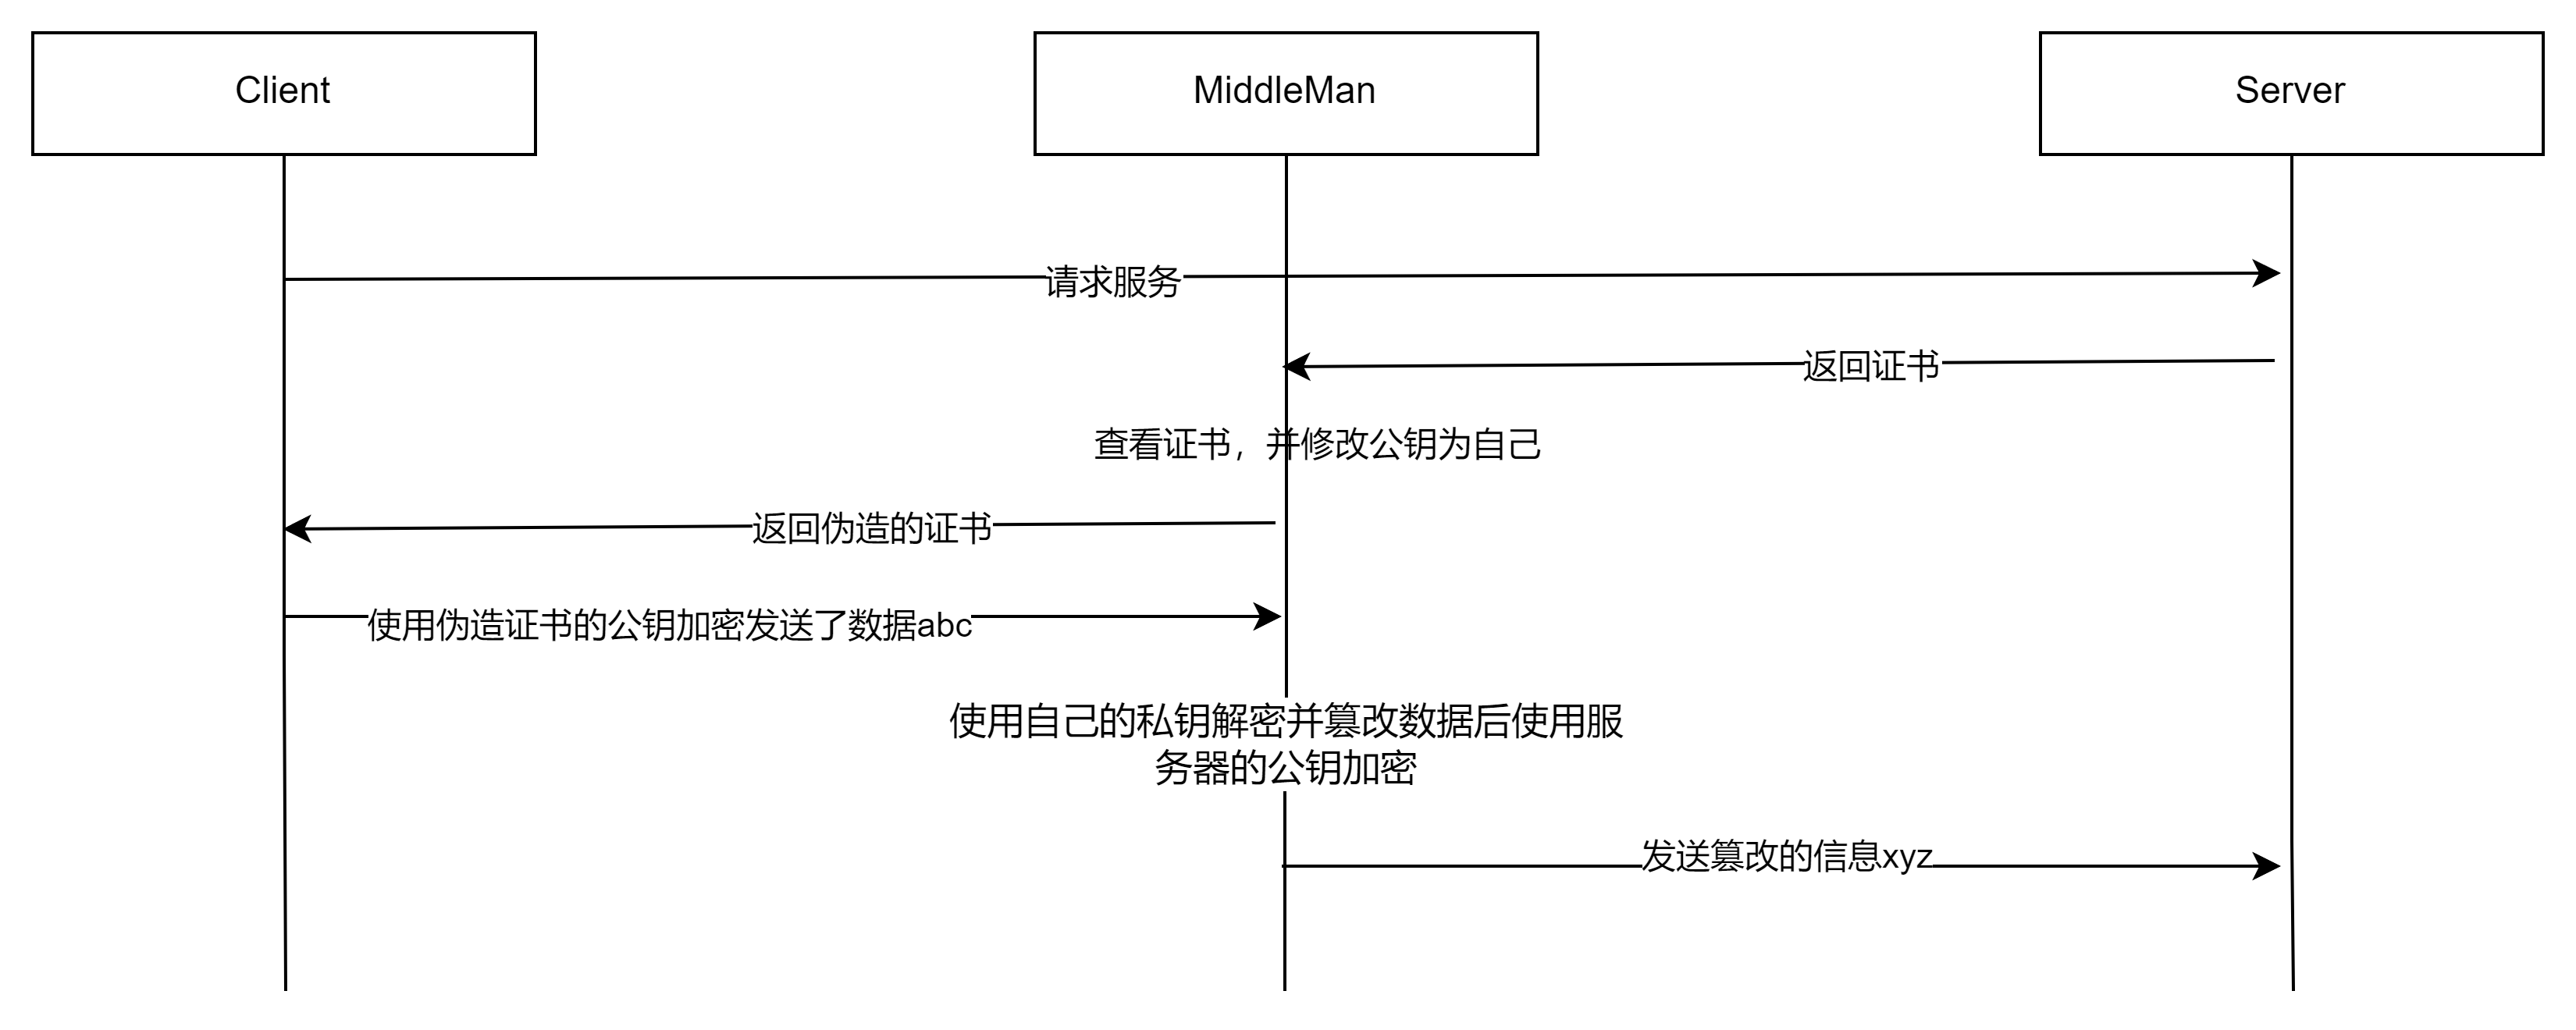 Client
MiddleMan
Server
请求服务
返回证书
查看证书，并修改公钥为自己
返回伪造的证书
使用伪造证书的公钥加密发送了数据abc
使用自己的私钥解密并篡改数据后使用服
务器的公钥加密
发送篡改的信息xyz